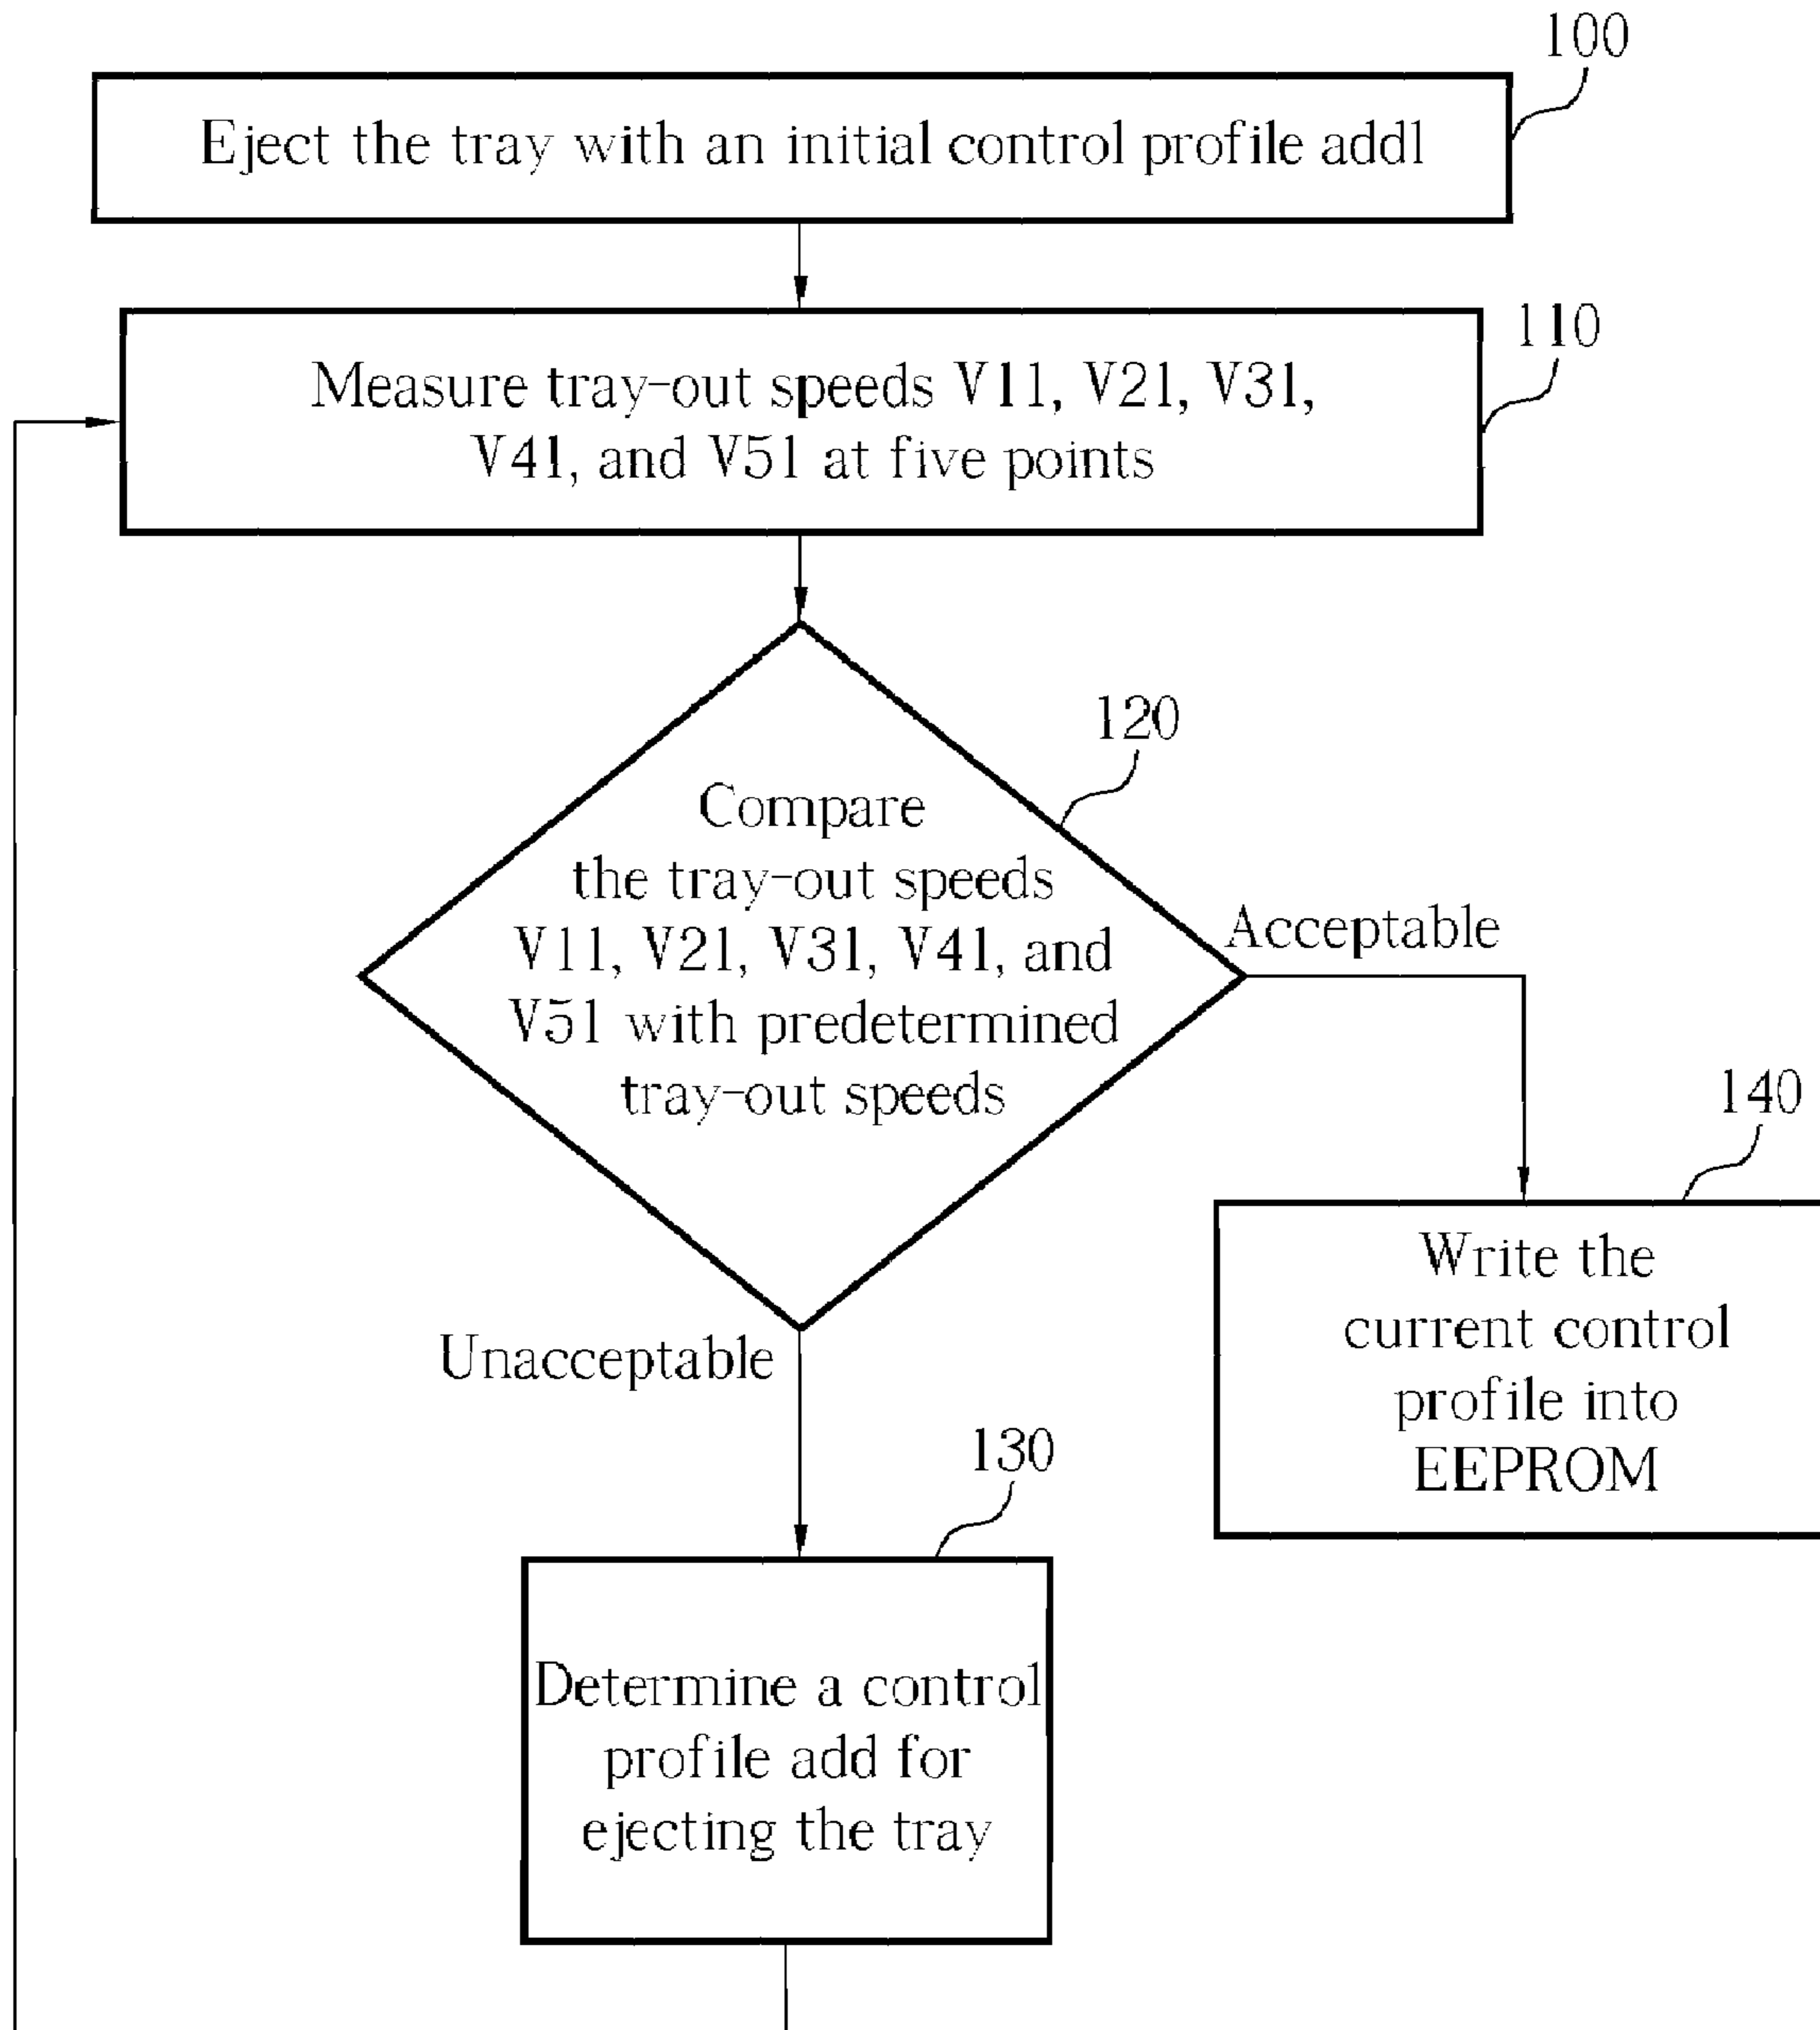 100
Eject the tray with an initial control profile add1
110
Measure tray-out speeds V11, V21, V31,
V41, and V51 at five points
120
Compare
the tray-out speeds
V11, V21, V31, V41, and
V51 with predetermined
tray-out speeds
Acceptable
140
Write the
current control
profile into
EEPROM
Unacceptable
130
Determine a control
profile add for
ejecting the tray